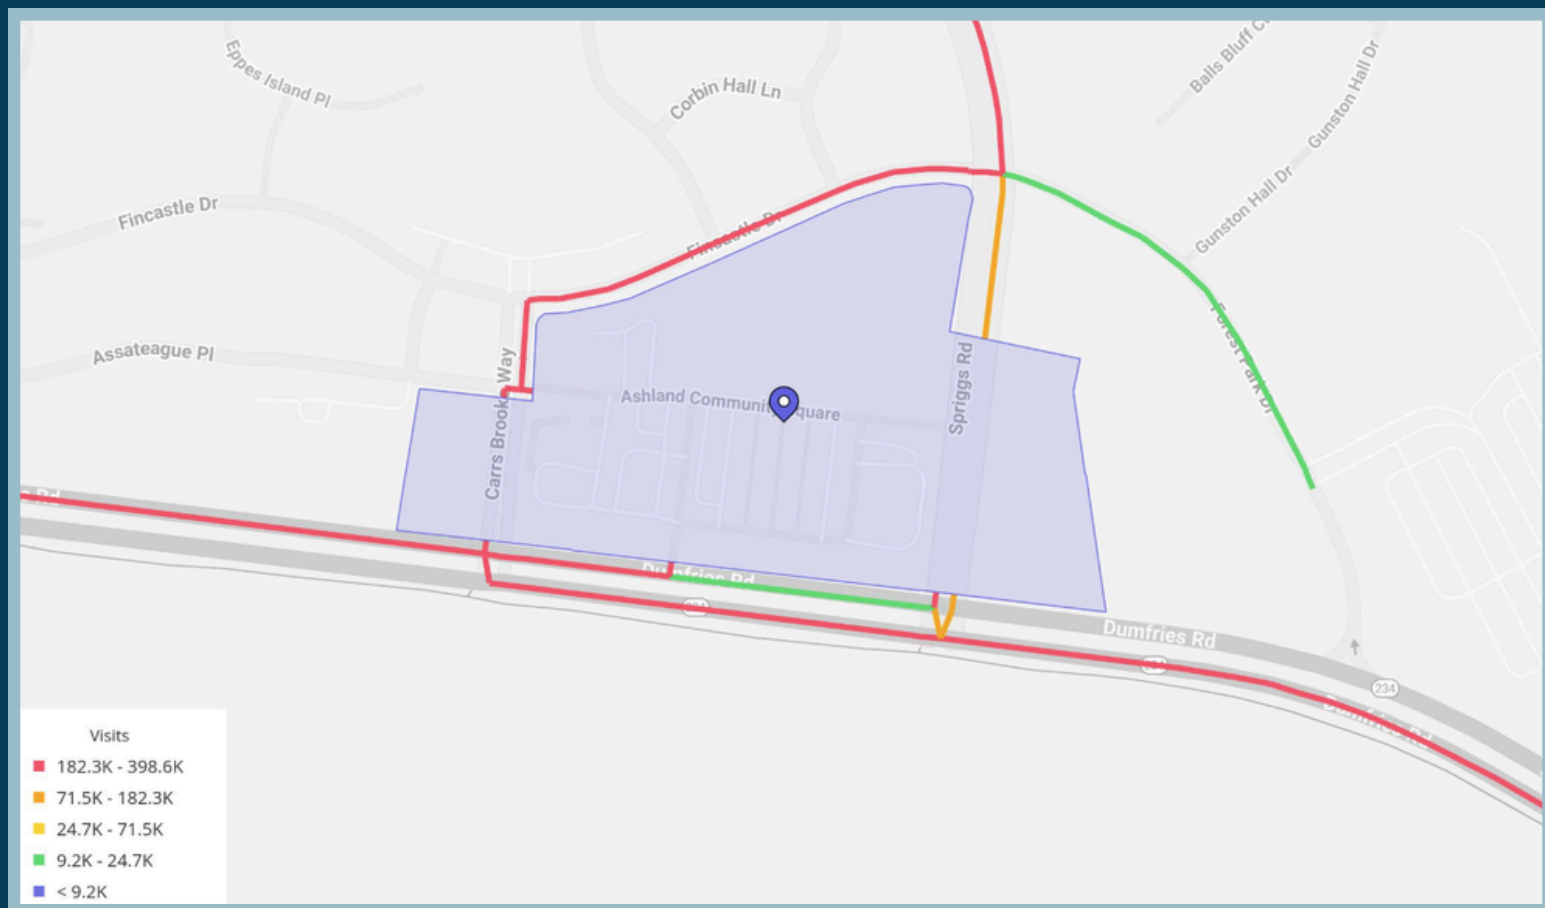 Eppes Island Pl
Corbin Hall Ln
Balls Bluff C
Gunston Hall Dr
Fincastle Dr
Gunston Hall Dr
Fincastle Dr
Assateague Pl
Carrs Brooke Way
Ashland Community Square
Spriggs Rd
Forest Park Dr
Rd
Dumfries Rd
234
Dumfries Rd
234
234
Dumfries Rd
Visits
182.3K - 398.6K
71.5K - 182.3K
24.7K - 71.5K
9.2K - 24.7K
< 9.2K